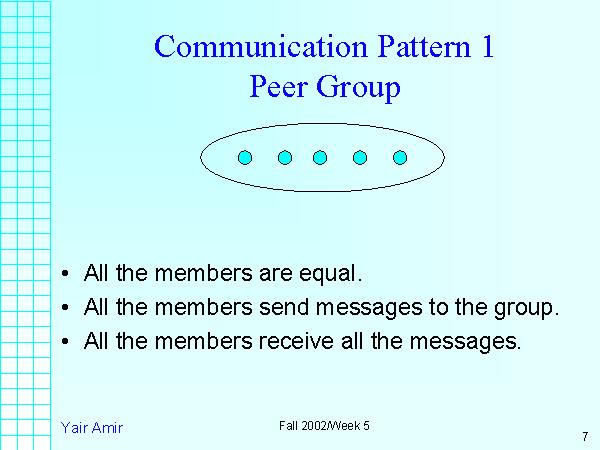 Communication Pattern 1
Peer Group
• All the members are equal.
• All the members send messages to the group.
• All the members receive all the messages.
Yair Amir
Fall 2002/Week 5
7